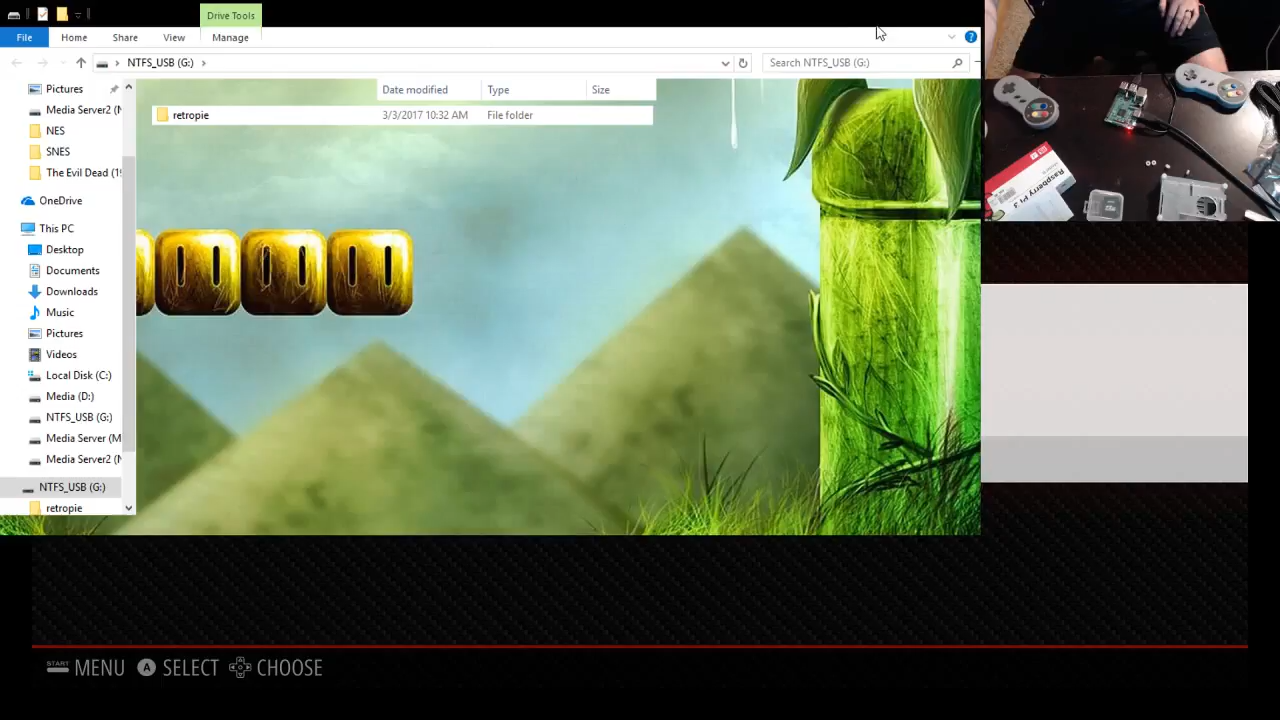 Drive Tools
File
Home
Share
View
Manage
NTFS_USB (G:)
Search NTFS_USB (G:)
Date modified
Type
Size
retropie
3/3/2017 10:32 AM
File folder
Pictures
Media Server2 (
NES
SNES
The Evil Dead (19
OneDrive
This PC
Desktop
Documents
Downloads
Music
Pictures
Videos
Local Disk (C:)
Media (D:)
NTFS_USB (G:)
Media Server (M
Media Server2 (
NTFS_USB (G:)
retropie
Raspberry Pi 3
START MENU
A SELECT
CHOOSE